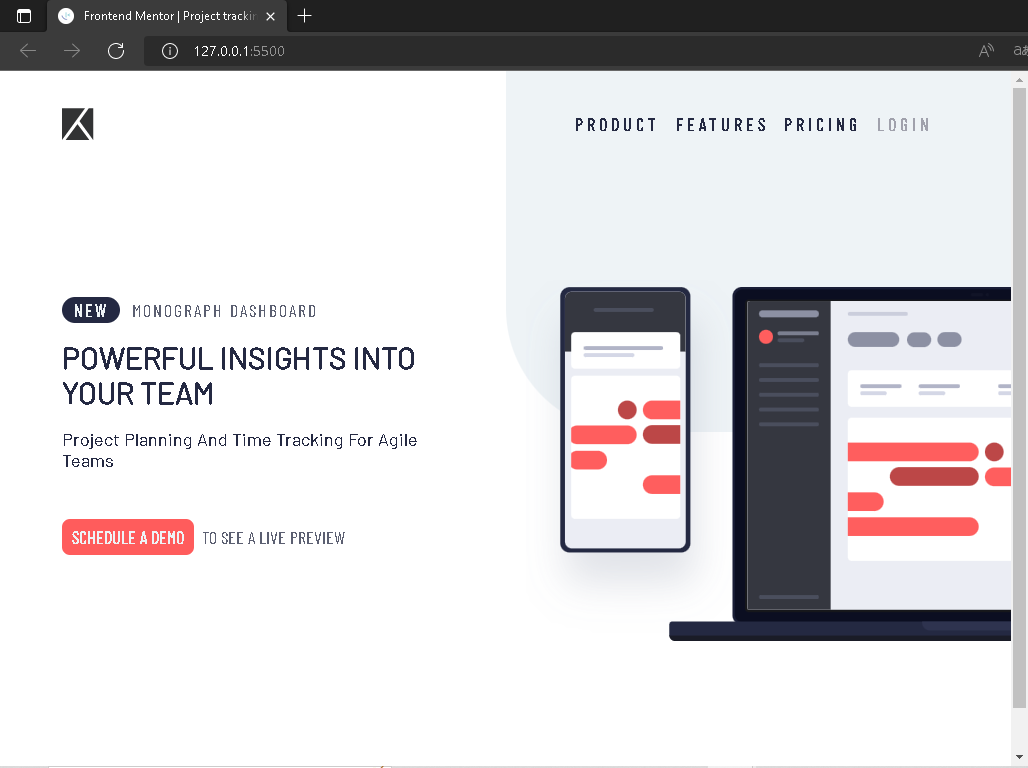 Frontend Mentor | Project trackin
127.0.0.1:5500
PRODUCT FEATURES PRICING LOGIN
NEW MONOGRAPH DASHBOARD
POWERFUL INSIGHTS INTO
YOUR TEAM
Project Planning And Time Tracking For Agile
Teams
SCHEDULE A DEMO TO SEE A LIVE PREVIEW